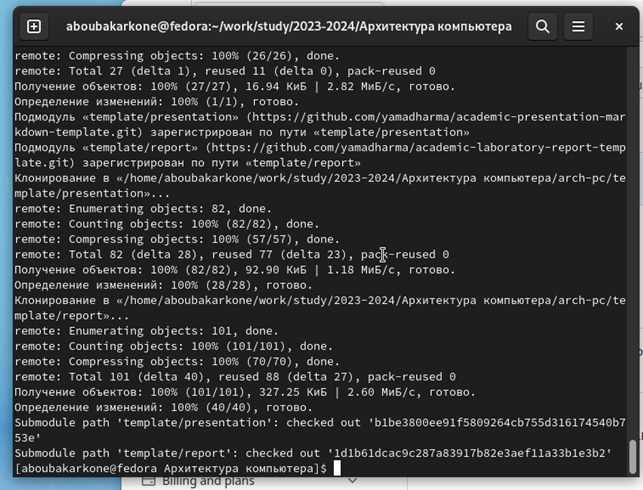 aboubakarkone@fedora:~/work/study/2023-2024/Архитектура компьютера
remote: Compressing objects: 100% (26/26), done.
remote: Total 27 (delta 1), reused 11 (delta 0), pack-reused 0
Получение объектов: 100% (27/27), 16.94 КиБ | 2.82 МиБ/с, готово.
Определение изменений: 100% (1/1), готово.
Подмодуль «template/presentation» (https://github.com/yamadharma/academic-presentation-mar
kdown-template.git) зарегистрирован по пути «template/presentation»
Подмодуль «template/report» (https://github.com/yamadharma/academic-laboratory-report-temp
late.git) зарегистрирован по пути «template/report»
Клонирование в «/home/aboubakarkone/work/study/2023-2024/Архитектура компьютера/arch-pc/te
mplate/presentation»...
remote: Enumerating objects: 82, done.
remote: Counting objects: 100% (82/82), done.
remote: Compressing objects: 100% (57/57), done.
remote: Total 82 (delta 28), reused 77 (delta 23), pack-reused 0
Получение объектов: 100% (82/82), 92.90 КиБ | 1.18 МиБ/с, готово.
Определение изменений: 100% (28/28), готово.
Клонирование в «/home/aboubakarkone/work/study/2023-2024/Архитектура компьютера/arch-pc/te
mplate/report»...
remote: Enumerating objects: 101, done.
remote: Counting objects: 100% (101/101), done.
remote: Compressing objects: 100% (70/70), done.
remote: Total 101 (delta 40), reused 88 (delta 27), pack-reused 0
Получение объектов: 100% (101/101), 327.25 КиБ | 2.60 МиБ/с, готово.
Определение изменений: 100% (40/40), готово.
Submodule path 'template/presentation': checked out 'b1be3800ee91f5809264cb755d316174540b7
53e'
Submodule path 'template/report': checked out '1d1b61dcac9c287a83917b82e3aef11a33b1e3b2'
[aboubakarkone@fedora Архитектура компьютера]$
Billing and plans